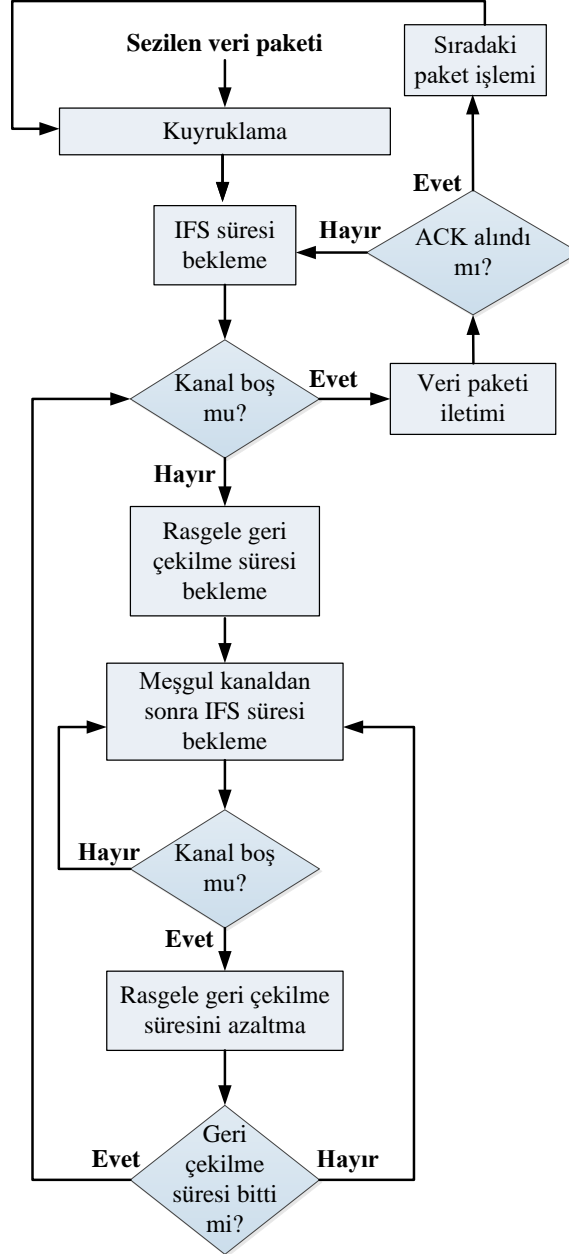 Sezilen veri paketi
Sıradaki
paket işlemi
Kuyruklama
Evet
IFS süresi
bekleme
Hayır
ACK alındı
mı?
Kanal boş
mu?
Evet
Veri paketi
iletimi
Hayır
Rasgele geri
çekilme süresi
bekleme
Meşgul kanaldan
sonra IFS süresi
bekleme
Hayır
Kanal boş
mu?
Evet
Rasgele geri çekilme
süresini azaltma
Evet
Geri
çekilme
süresi bitti
mi?
Hayır